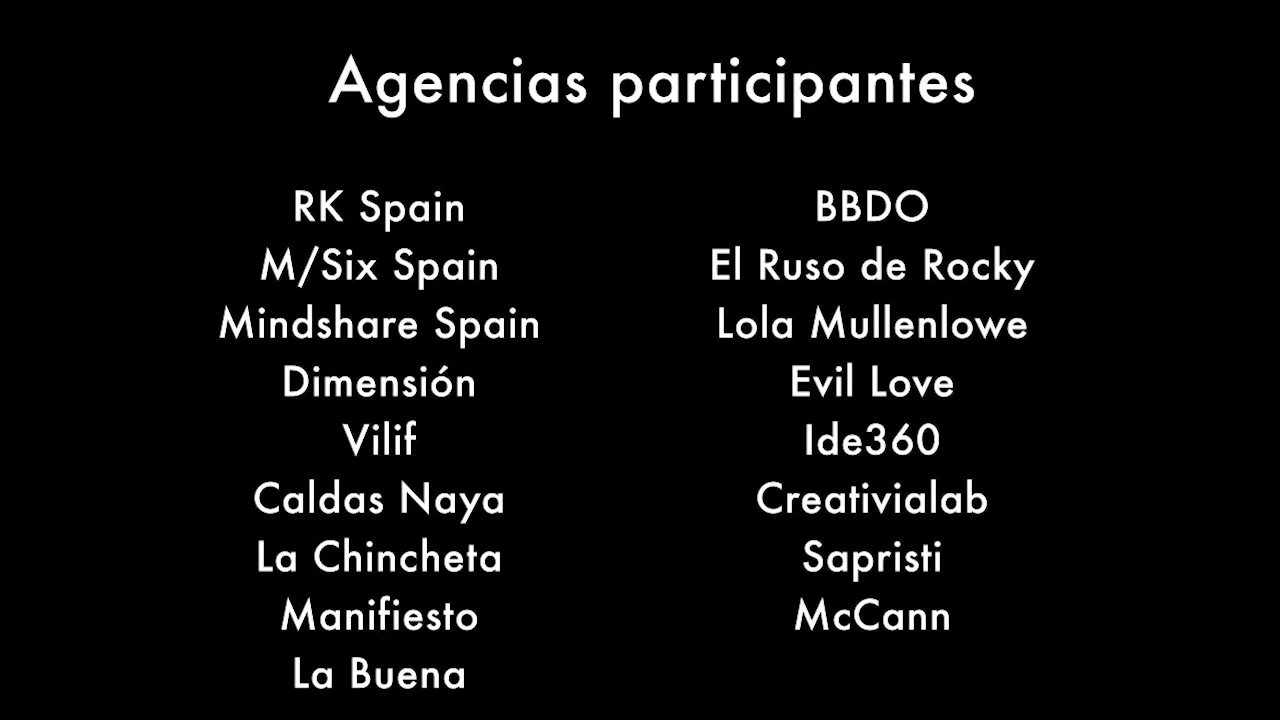 Agencias participantes
RK Spain
M/Six Spain
Mindshare Spain
Dimensión
Vilif
Caldas Naya
La Chincheta
Manifiesto
La Buena
BBDO
El Ruso de Rocky
Lola Mullenlowe
Evil Love
Ide360
Creativialab
Sapristi
McCann